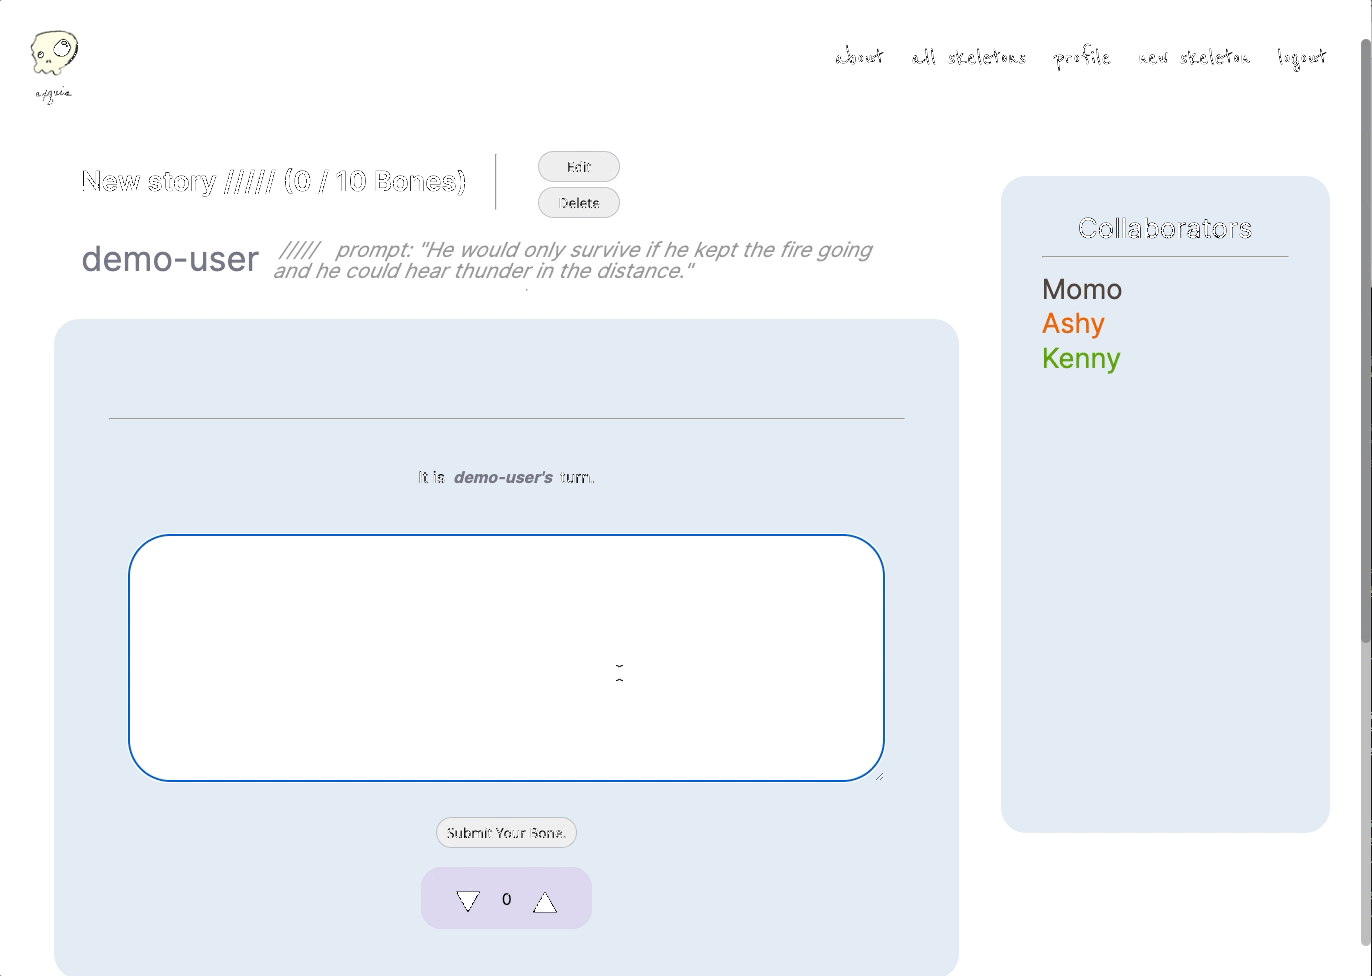 about all skeletons profile new skeleton logout
New story ///// (0 / 10 Bones)
Edit
Delete
demo-user ///// prompt: "He would only survive if he kept the fire going
and he could hear thunder in the distance."
Collaborators
Momo
Ashy
Kenny
It is demo-user's turn.
Submit Your Bone.
0